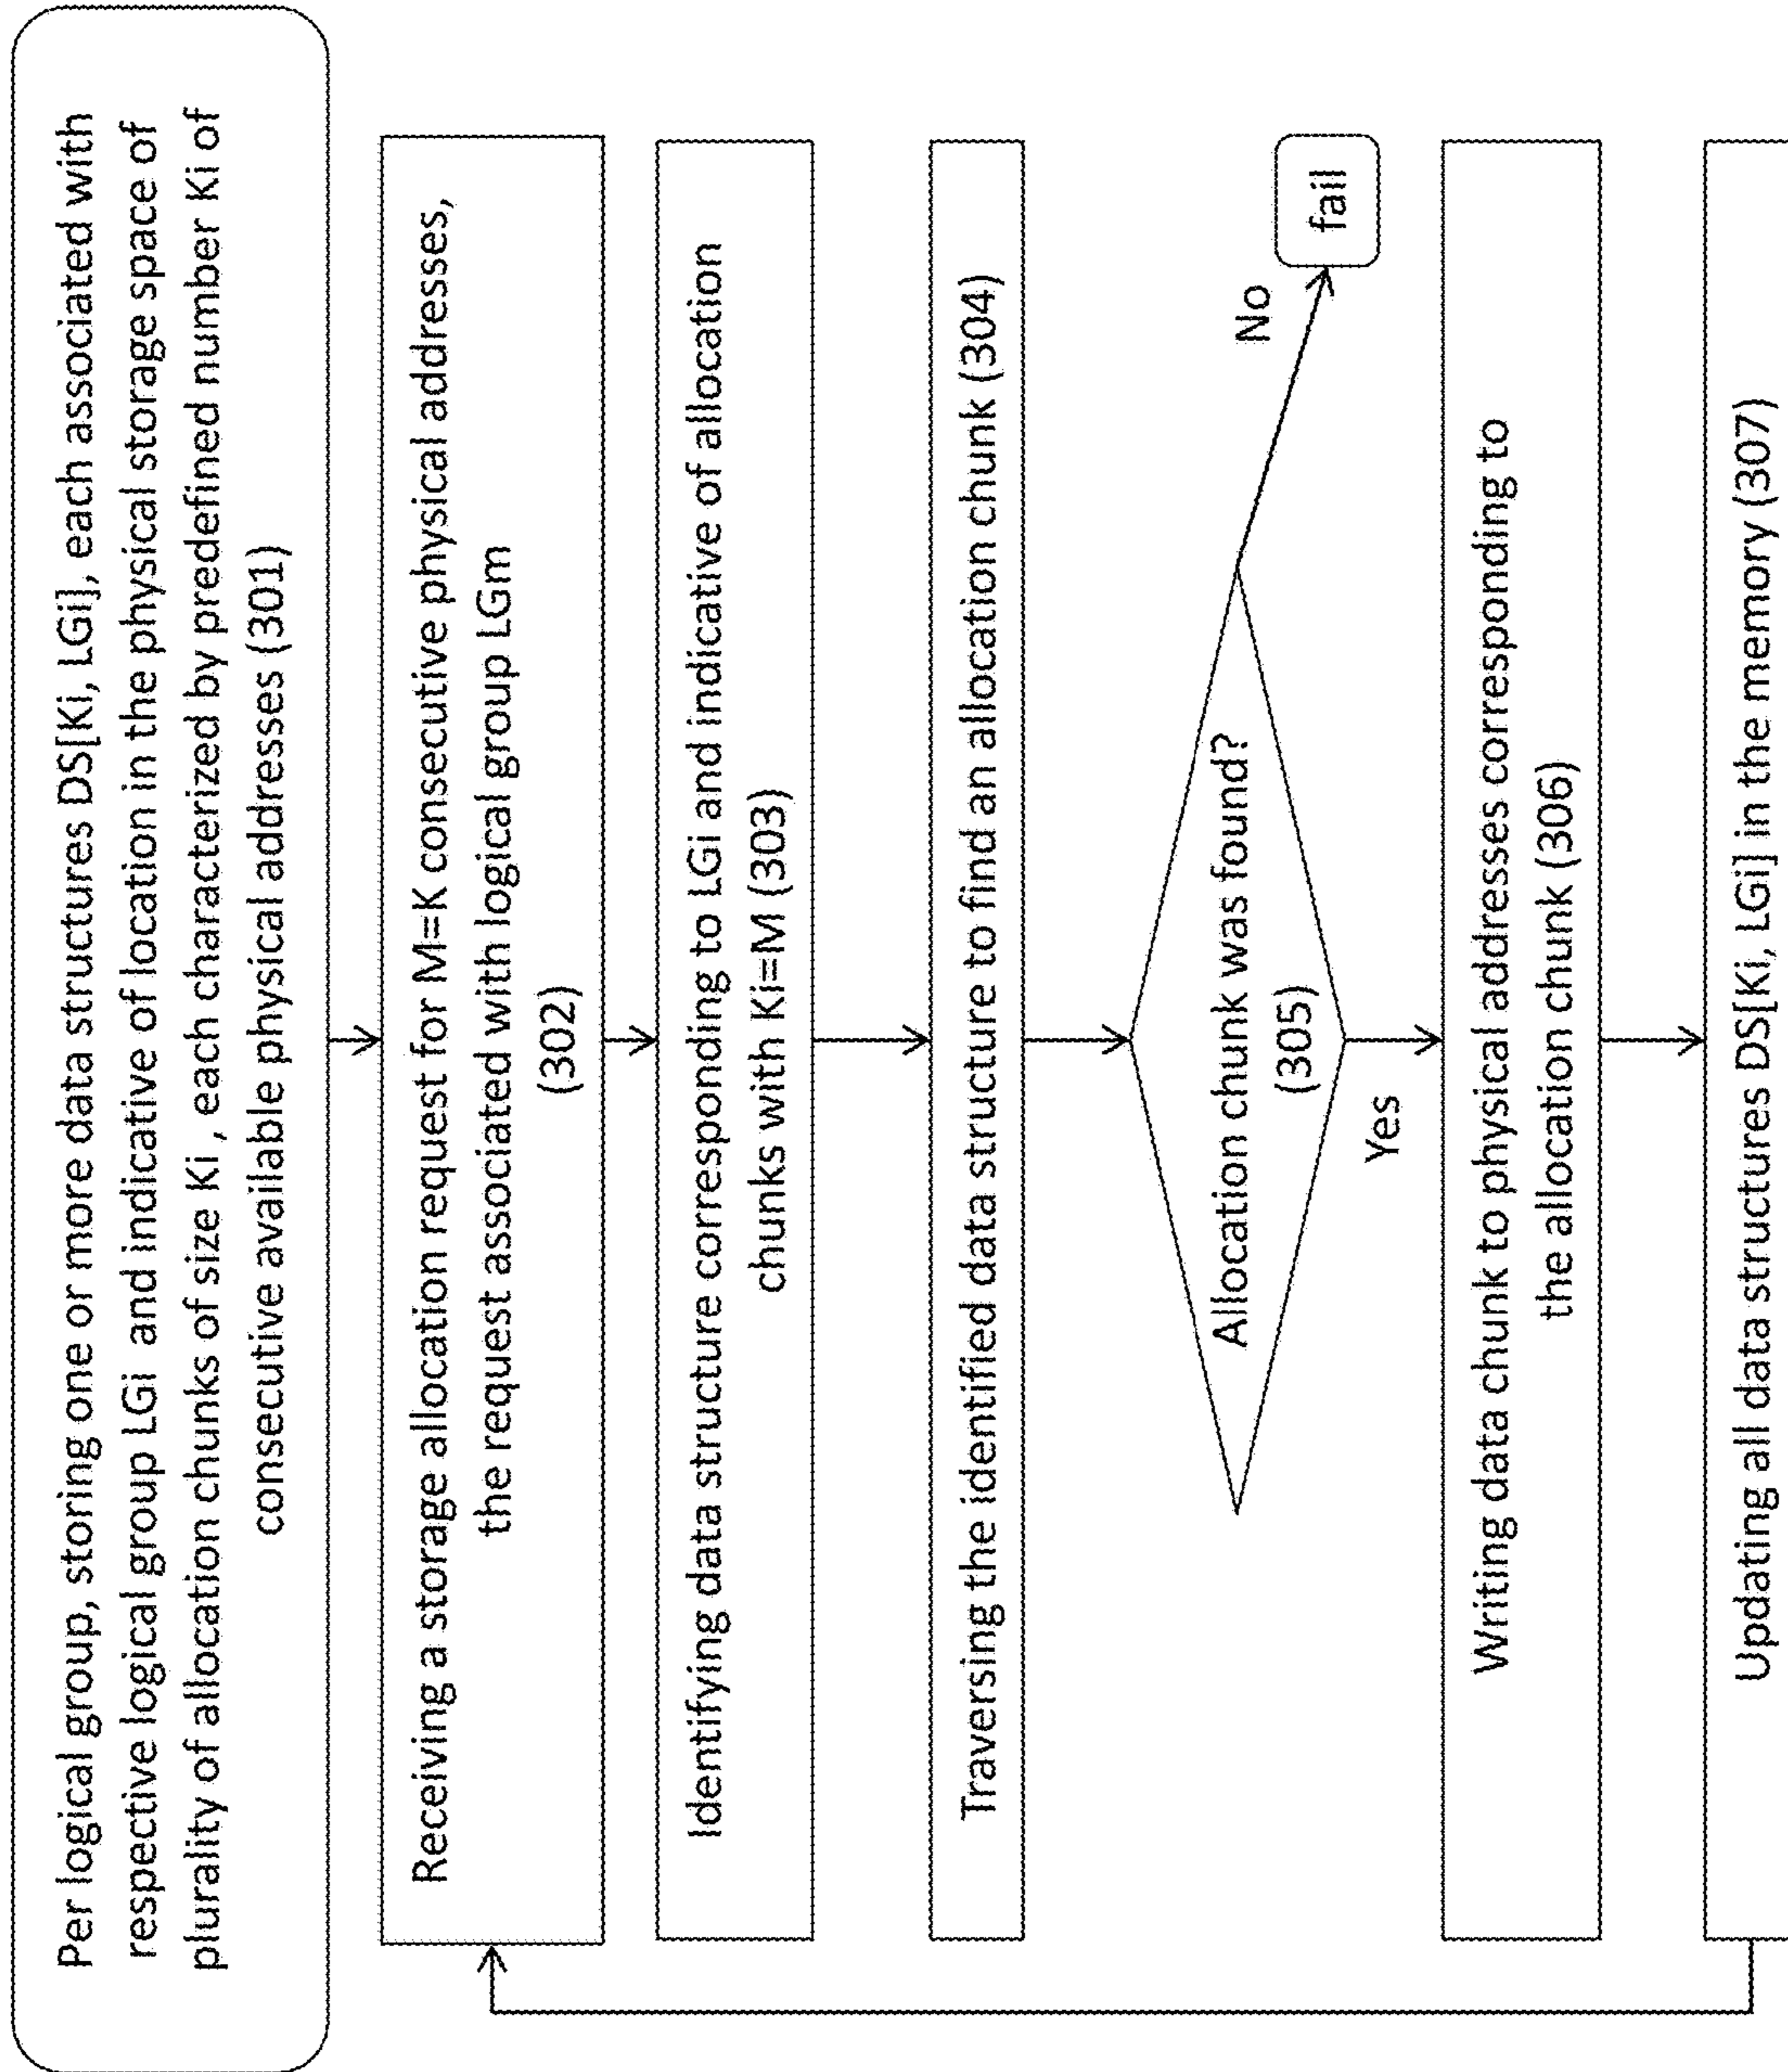 Per logical group, storing one or more data structures DS[Ki, LGi], each associated with
respective logical group LGi and indicative of location in the physical storage space of
plurality of allocation chunks of size Ki , each characterized by predefined number Ki of
consecutive available physical addresses (301)
Receiving a storage allocation request for M=K consecutive physical addresses,
the request associated with logical group LGm
(302)
Identifying data structure corresponding to LGi and indicative of allocation
chunks with Ki=M (303)
Traversing the identified data structure to find an allocation chunk (304)
Allocation chunk was found?
(305)
No
fail
Yes
Writing data chunk to physical addresses corresponding to
the allocation chunk (306)
Updating all data structures DS[Ki, LGi] in the memory (307)